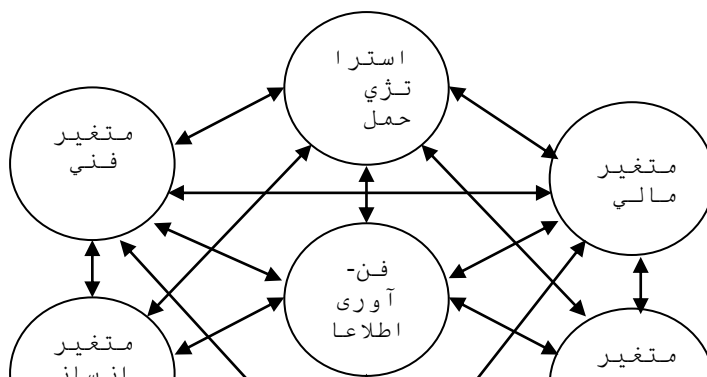 استرا
تژي
حمل
متغير
فني
متغير
مالي
فن-
آوری
اطلاعا
متغير
متغير